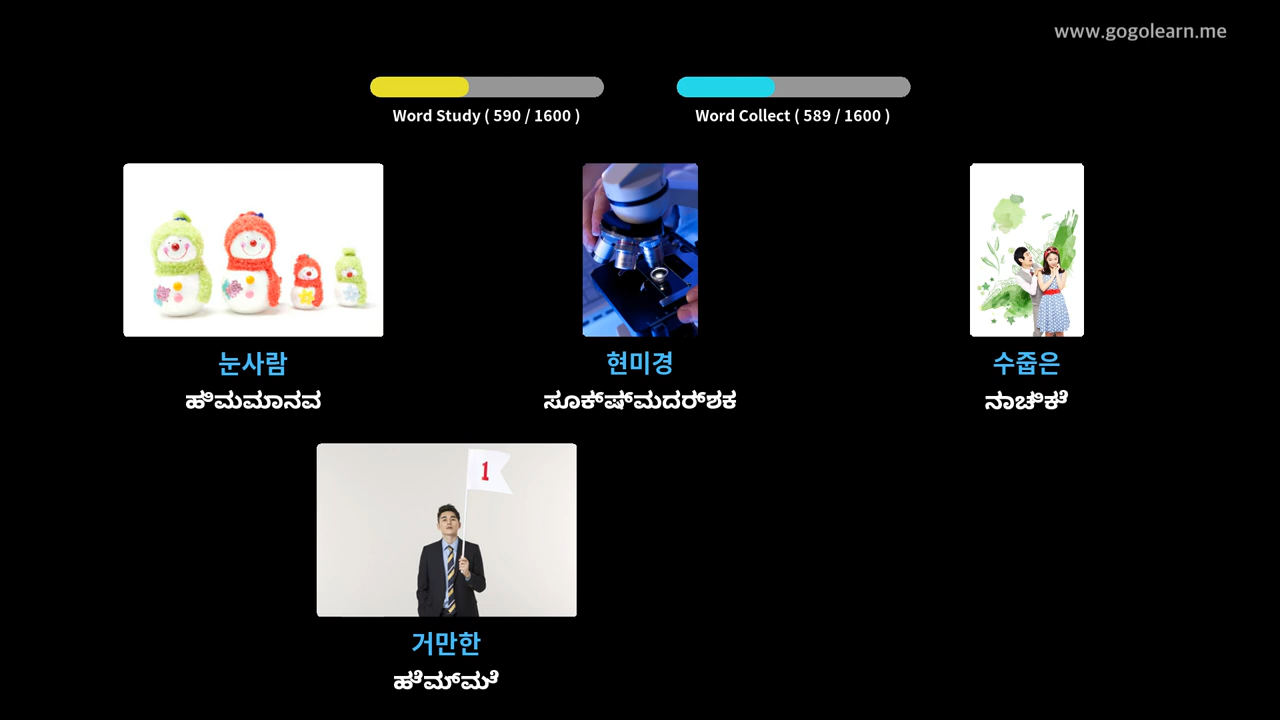 www.gogolearn.me
Word Study ( 590 / 1600 )
Word Collect ( 589 / 1600 )
눈사람
현미경
수줍은
ಹಿಮಮಾನವ
ಸೂಕ್ಷ್ಮದರ್ಶಕ
ನಾಚಿಕೆ
1
거만한
ಹೆಮ್ಮೆ